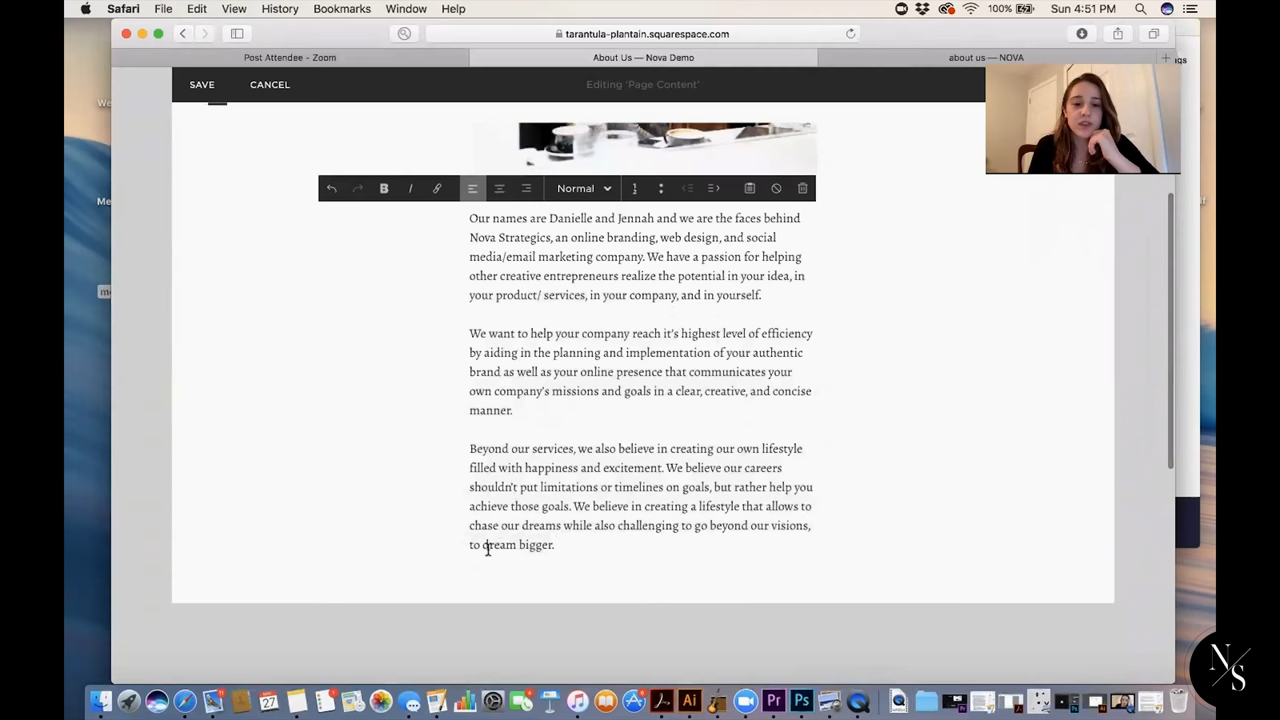 Safari File Edit View History Bookmarks Window Help 100% Sun 4:51 PM
tarantula-plantain.squarespace.com
Post Attendee - Zoom About Us — Nova Demo about us — NOVA
SAVE CANCEL Editing 'Page Content'
B I Normal
Our names are Danielle and Jennah and we are the faces behind
Nova Strategics, an online branding, web design, and social
media/email marketing company. We have a passion for helping
other creative entrepreneurs realize the potential in your idea, in
your product/ services, in your company, and in yourself.
We want to help your company reach it's highest level of efficiency
by aiding in the planning and implementation of your authentic
brand as well as your online presence that communicates your
own company's missions and goals in a clear, creative, and concise
manner.
Beyond our services, we also believe in creating our own lifestyle
filled with happiness and excitement. We believe our careers
shouldn't put limitations or timelines on goals, but rather help you
achieve those goals. We believe in creating a lifestyle that allows to
chase our dreams while also challenging to go beyond our visions,
to dream bigger.
N/S
27 Ai Pr Ps